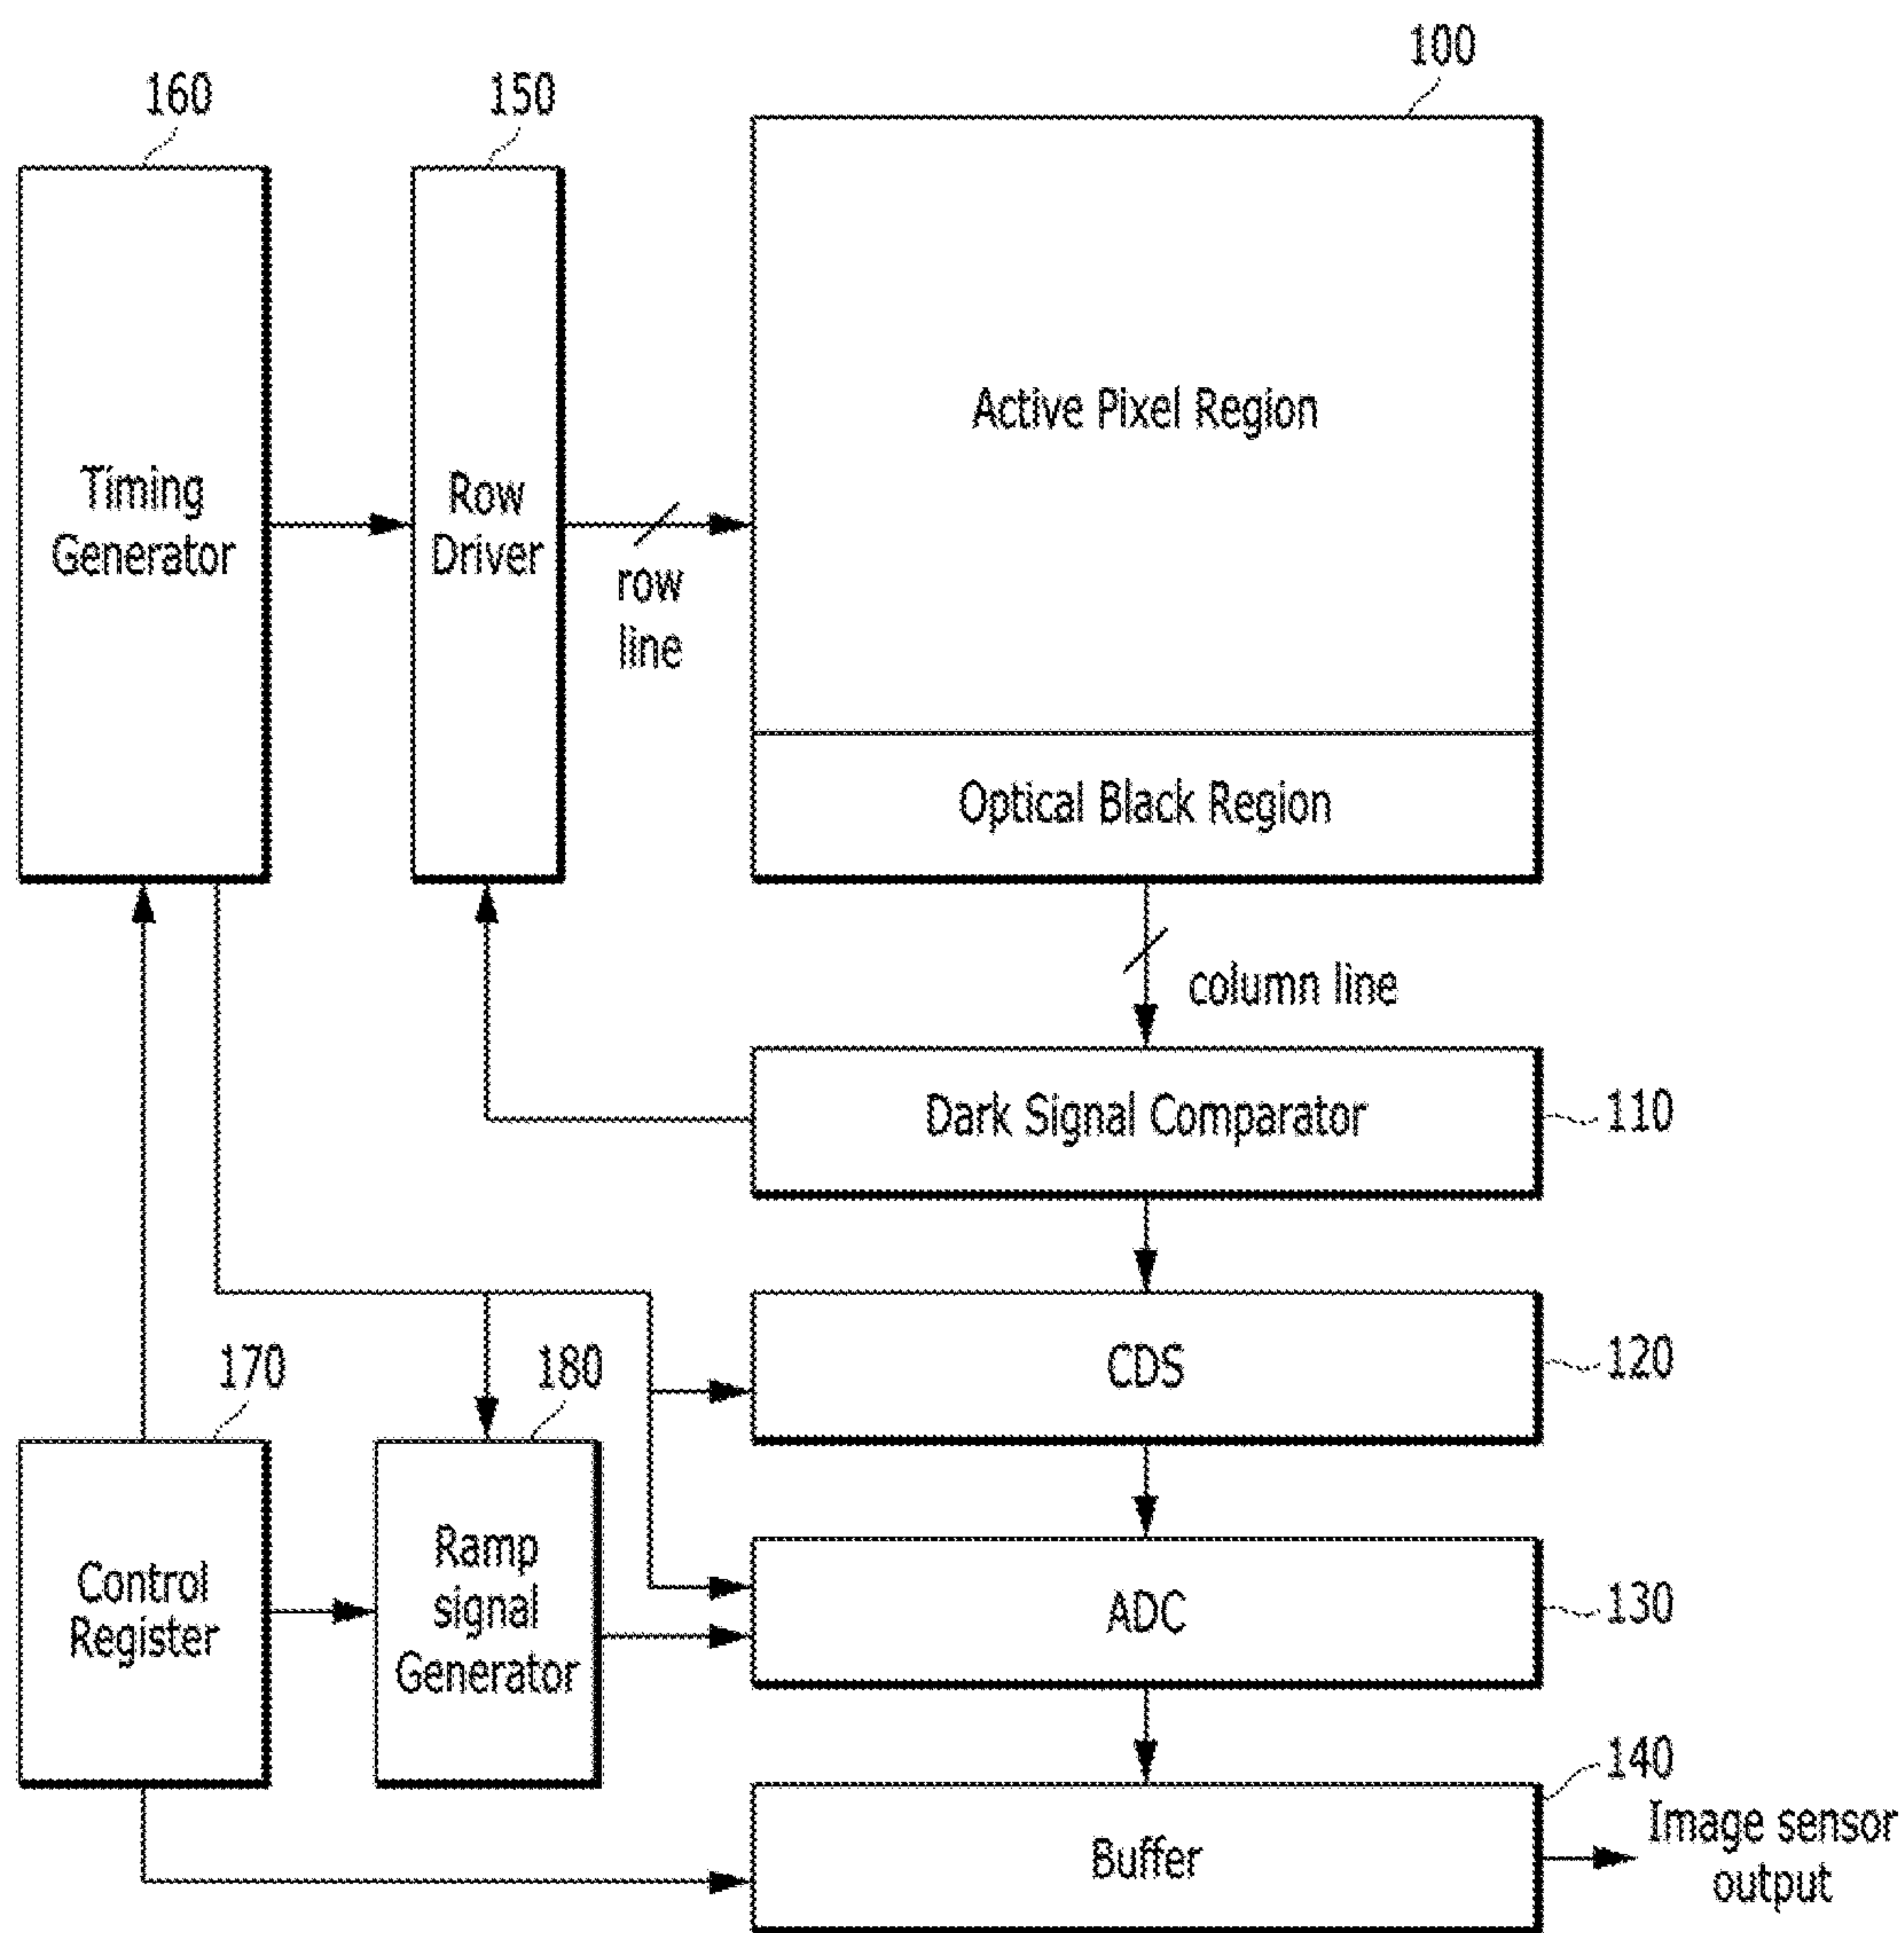 100
160
150
Active Pixel Region
Timing
Generator
Row
Driver
row
line
Optical Black Region
column line
Dark Signal Comparator
110
170
180
CDS
120
Control
Register
Ramp
signal
Generator
ADC
130
140
Buffer
Image sensor
output